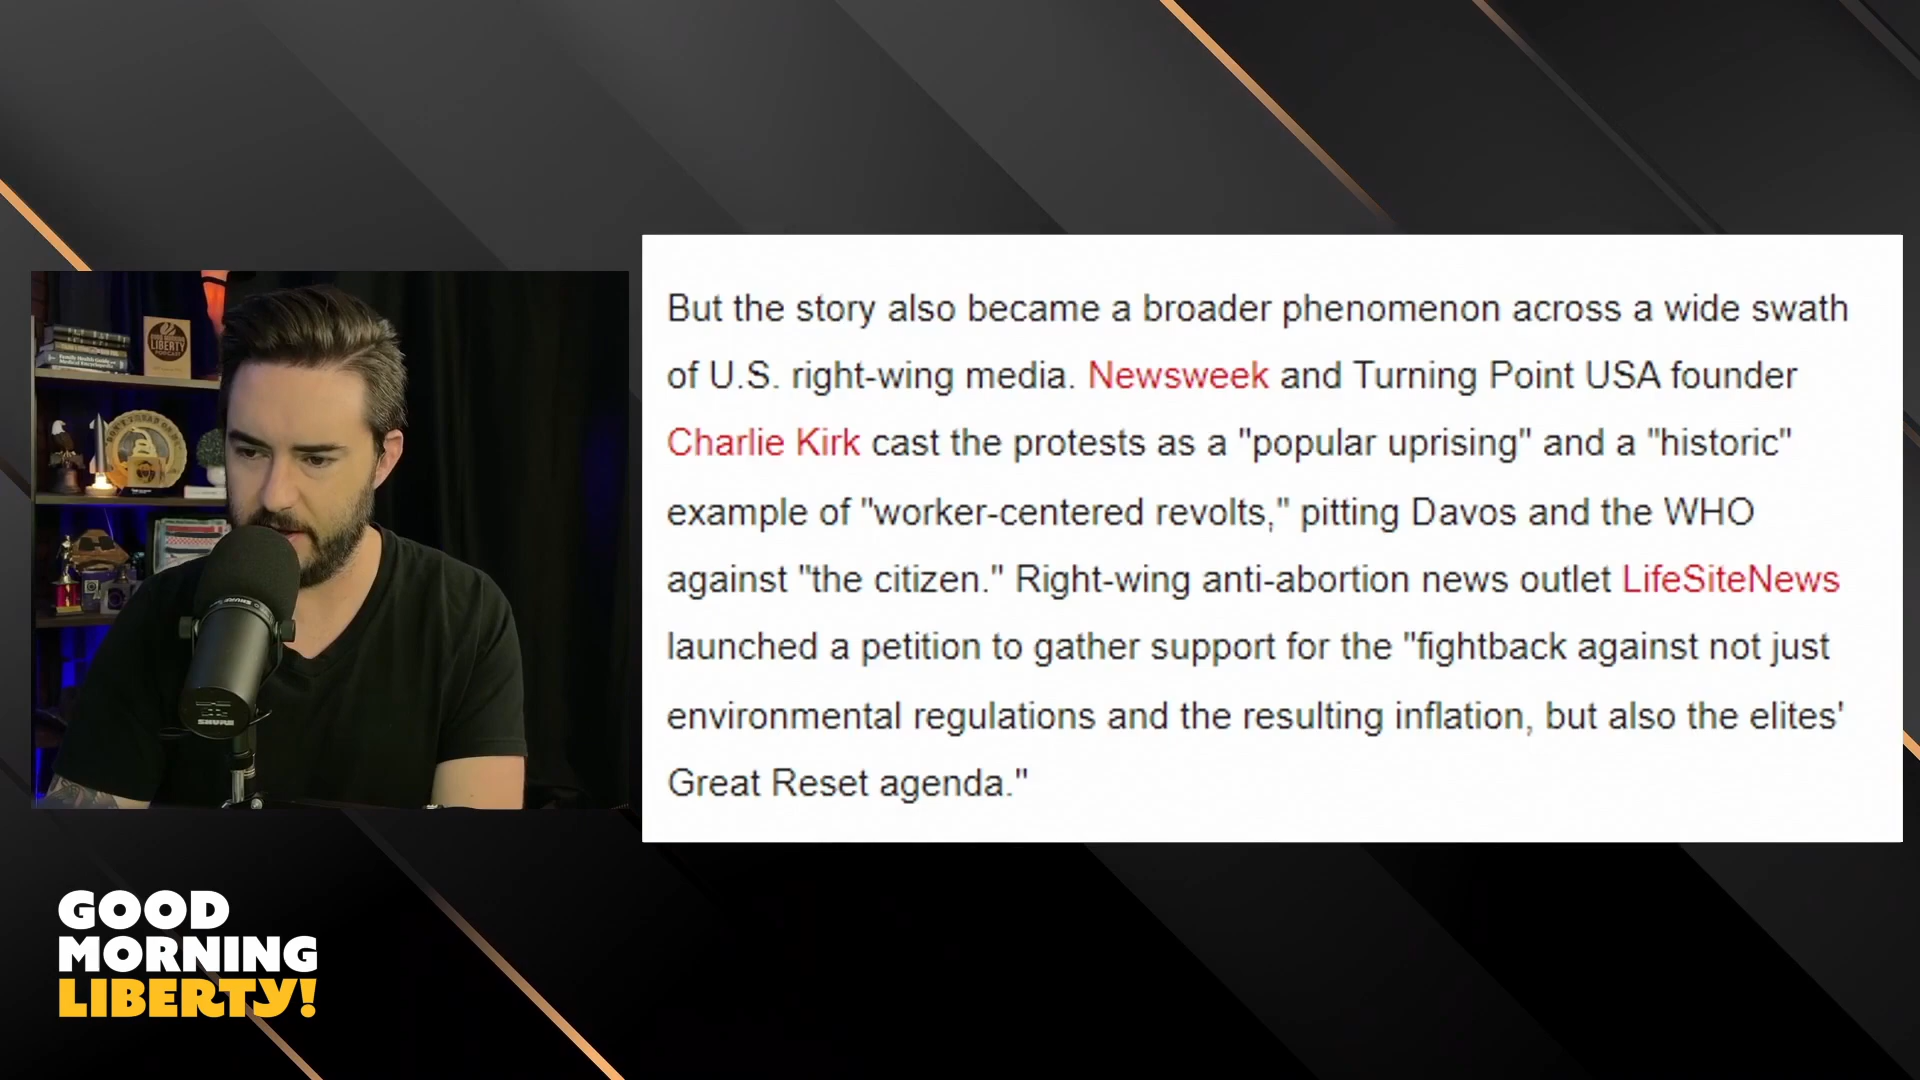 But the story also became a broader phenomenon across a wide swath
of U.S. right-wing media. Newsweek and Turning Point USA founder
Charlie Kirk cast the protests as a "popular uprising" and a "historic"
example of "worker-centered revolts," pitting Davos and the WHO
against "the citizen." Right-wing anti-abortion news outlet LifeSiteNews
launched a petition to gather support for the "fightback against not just
environmental regulations and the resulting inflation, but also the elites'
Great Reset agenda."
GOOD
MORNING
LIBERTY!
LIBERTY
SHURE